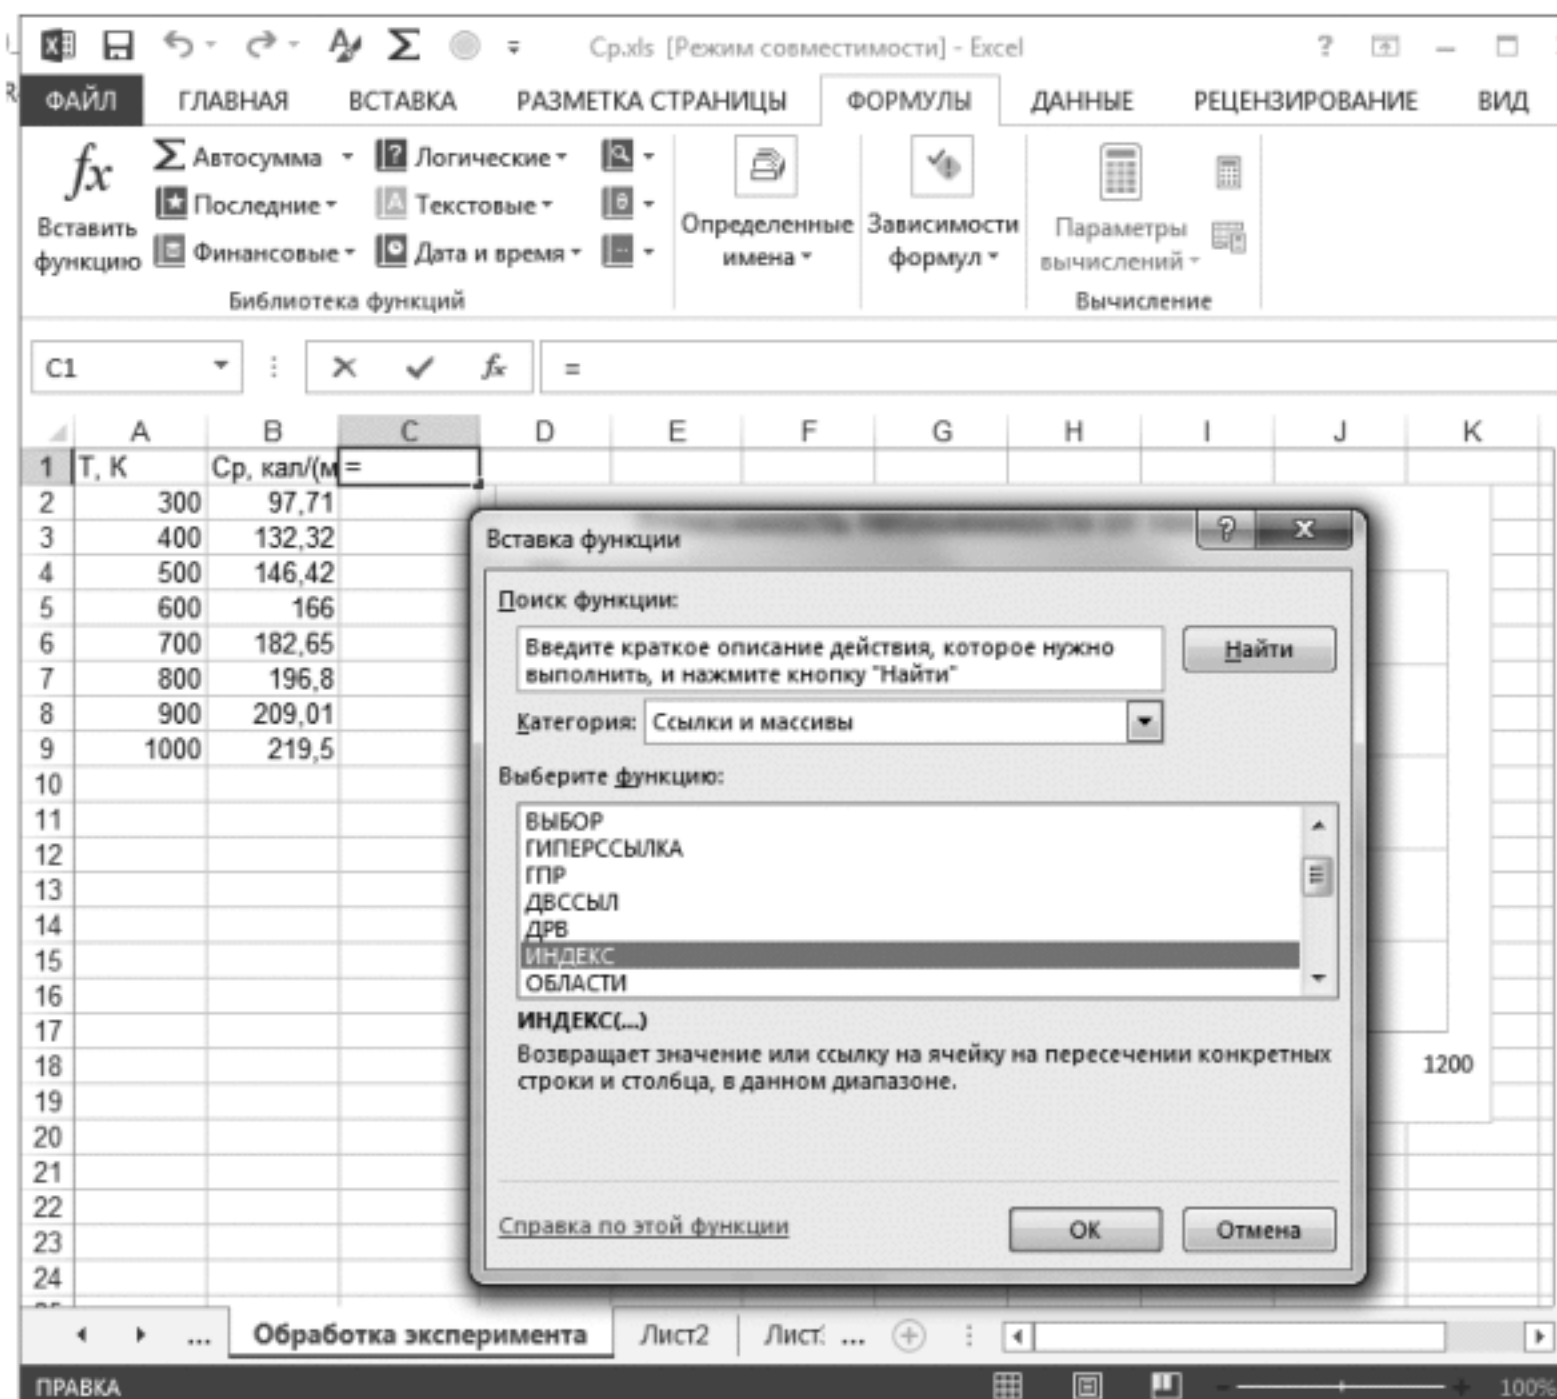 Cp.xls [Режим совместимости] - Excel
ФАЙЛ ГЛАВНАЯ ВСТАВКА РАЗМЕТКА СТРАНИЦЫ ФОРМУЛЫ ДАННЫЕ РЕЦЕНЗИРОВАНИЕ ВИД
fx Вставить функцию
Σ Автосумма
Последние
Финансовые
Логические
Текстовые
Дата и время
Библиотека функций
Определенные имена
Зависимости формул
Параметры вычислений
Вычисление
C1 fx =
A B C D E F G H I J K
1 Т, К Ср, кал/(м =
2 300 97,71
3 400 132,32
4 500 146,42
5 600 166
6 700 182,65
7 800 196,8
8 900 209,01
9 1000 219,5
10
11
12
13
14
15
16
17
18
19
20
21
22
23
24
Вставка функции
Поиск функции:
Введите краткое описание действия, которое нужно
выполнить, и нажмите кнопку "Найти"
Найти
Категория: Ссылки и массивы
Выберите функцию:
ВЫБОР
ГИПЕРССЫЛКА
ГПР
ДВССЫЛ
ДРВ
ИНДЕКС
ОБЛАСТИ
ИНДЕКС(...)
Возвращает значение или ссылку на ячейку на пересечении конкретных
строки и столбца, в данном диапазоне.
Справка по этой функции
ОК Отмена
1200
... Обработка эксперимента Лист2 Лист ...
ПРАВКА 100%